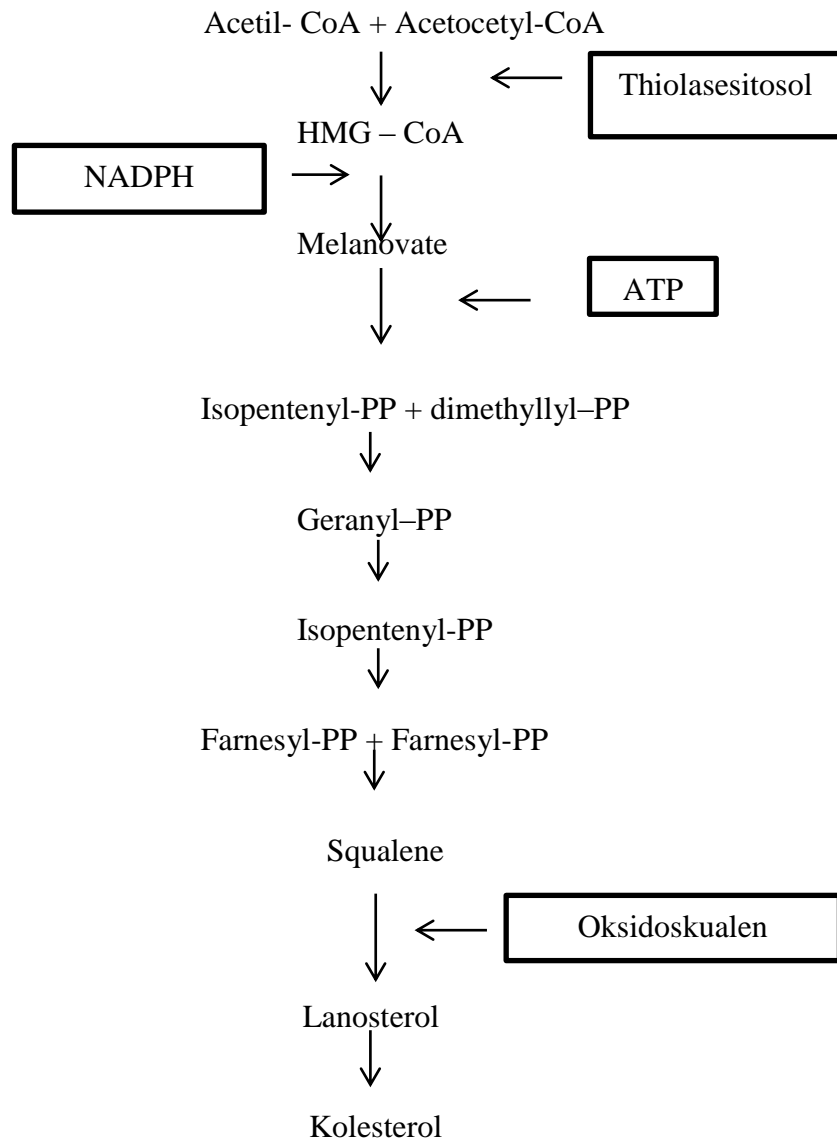 Acetil- CoA + Acetocetyl-CoA
Thiolasesitosol
HMG – CoA
NADPH
Melanovate
ATP
Isopentenyl-PP + dimethyllyl–PP
Geranyl–PP
Isopentenyl-PP
Farnesyl-PP + Farnesyl-PP
Squalene
Oksidoskualen
Lanosterol
Kolesterol